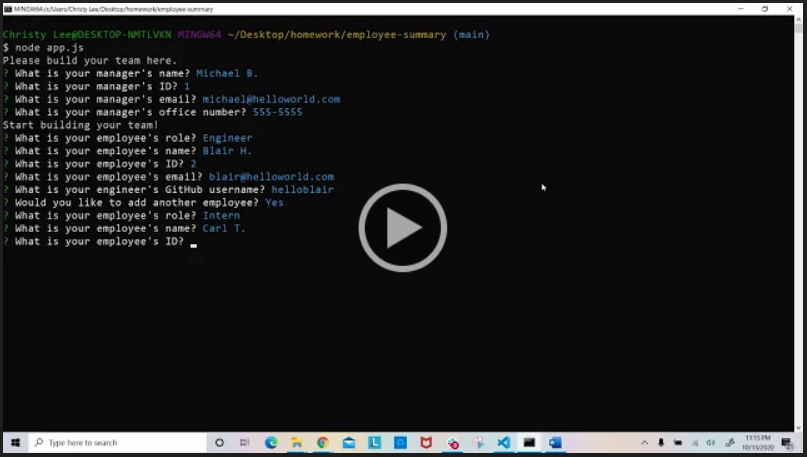 MINGW64:/c/Users/Christy Lee/Desktop/homework/employee-summary
Christy Lee@DESKTOP-NMTLVKN MINGW64 ~/Desktop/homework/employee-summary (main)
$ node app.js
Please build your team here.
? What is your manager's name? Michael B.
? What is your manager's ID? 1
? What is your manager's email? michael@helloworld.com
? What is your manager's office number? 555-5555
Start building your team!
? What is your employee's role? Engineer
? What is your employee's name? Blair H.
? What is your employee's ID? 2
? What is your employee's email? blair@helloworld.com
? What is your engineer's GitHub username? helloblair
? Would you like to add another employee? Yes
? What is your employee's role? Intern
? What is your employee's name? Carl T.
? What is your employee's ID?
Type here to search
11:15 PM
10/13/2020